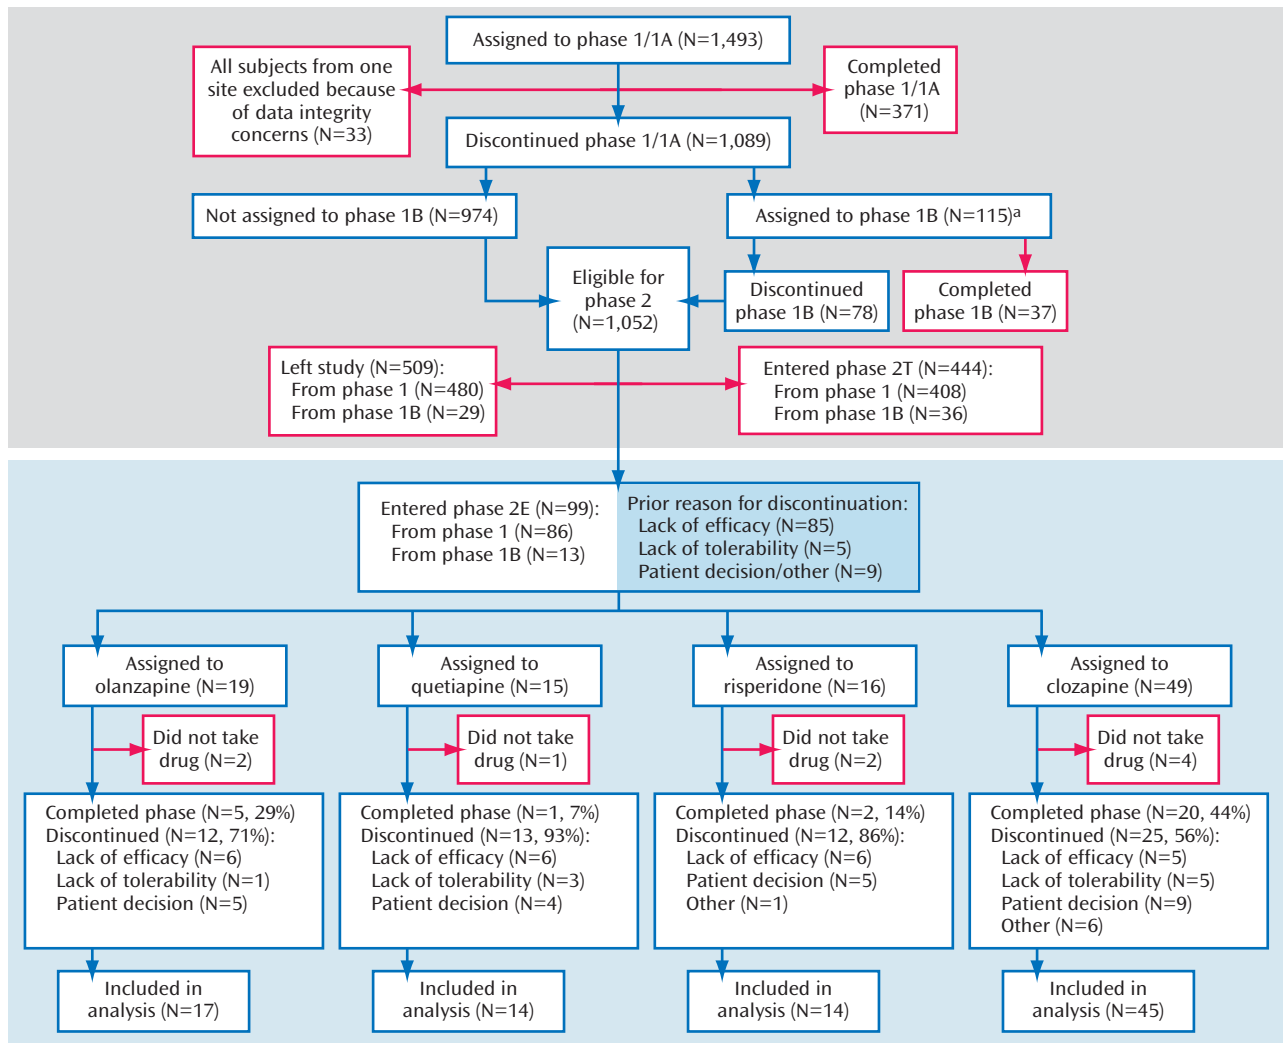 Assigned to phase 1/1A (N=1,493)
All subjects from one
site excluded because
of data integrity
concerns (N=33)
Completed
phase 1/1A
(N=371)
Discontinued phase 1/1A (N=1,089)
Not assigned to phase 1B (N=974)
Assigned to phase 1B (N=115)a
Eligible for
phase 2
(N=1,052)
Discontinued
phase 1B (N=78)
Completed
phase 1B (N=37)
Left study (N=509):
From phase 1 (N=480)
From phase 1B (N=29)
Entered phase 2T (N=444):
From phase 1 (N=408)
From phase 1B (N=36)
Entered phase 2E (N=99):
From phase 1 (N=86)
From phase 1B (N=13)
Prior reason for discontinuation:
Lack of efficacy (N=85)
Lack of tolerability (N=5)
Patient decision/other (N=9)
Assigned to
olanzapine (N=19)
Assigned to
quetiapine (N=15)
Assigned to
risperidone (N=16)
Assigned to
clozapine (N=49)
Did not take
drug (N=2)
Did not take
drug (N=1)
Did not take
drug (N=2)
Did not take
drug (N=4)
Completed phase (N=5, 29%)
Discontinued (N=12, 71%):
Lack of efficacy (N=6)
Lack of tolerability (N=1)
Patient decision (N=5)
Completed phase (N=1, 7%)
Discontinued (N=13, 93%):
Lack of efficacy (N=6)
Lack of tolerability (N=3)
Patient decision (N=4)
Completed phase (N=2, 14%)
Discontinued (N=12, 86%):
Lack of efficacy (N=6)
Patient decision (N=5)
Other (N=1)
Completed phase (N=20, 44%)
Discontinued (N=25, 56%):
Lack of efficacy (N=5)
Lack of tolerability (N=5)
Patient decision (N=9)
Other (N=6)
Included in
analysis (N=17)
Included in
analysis (N=14)
Included in
analysis (N=14)
Included in
analysis (N=45)